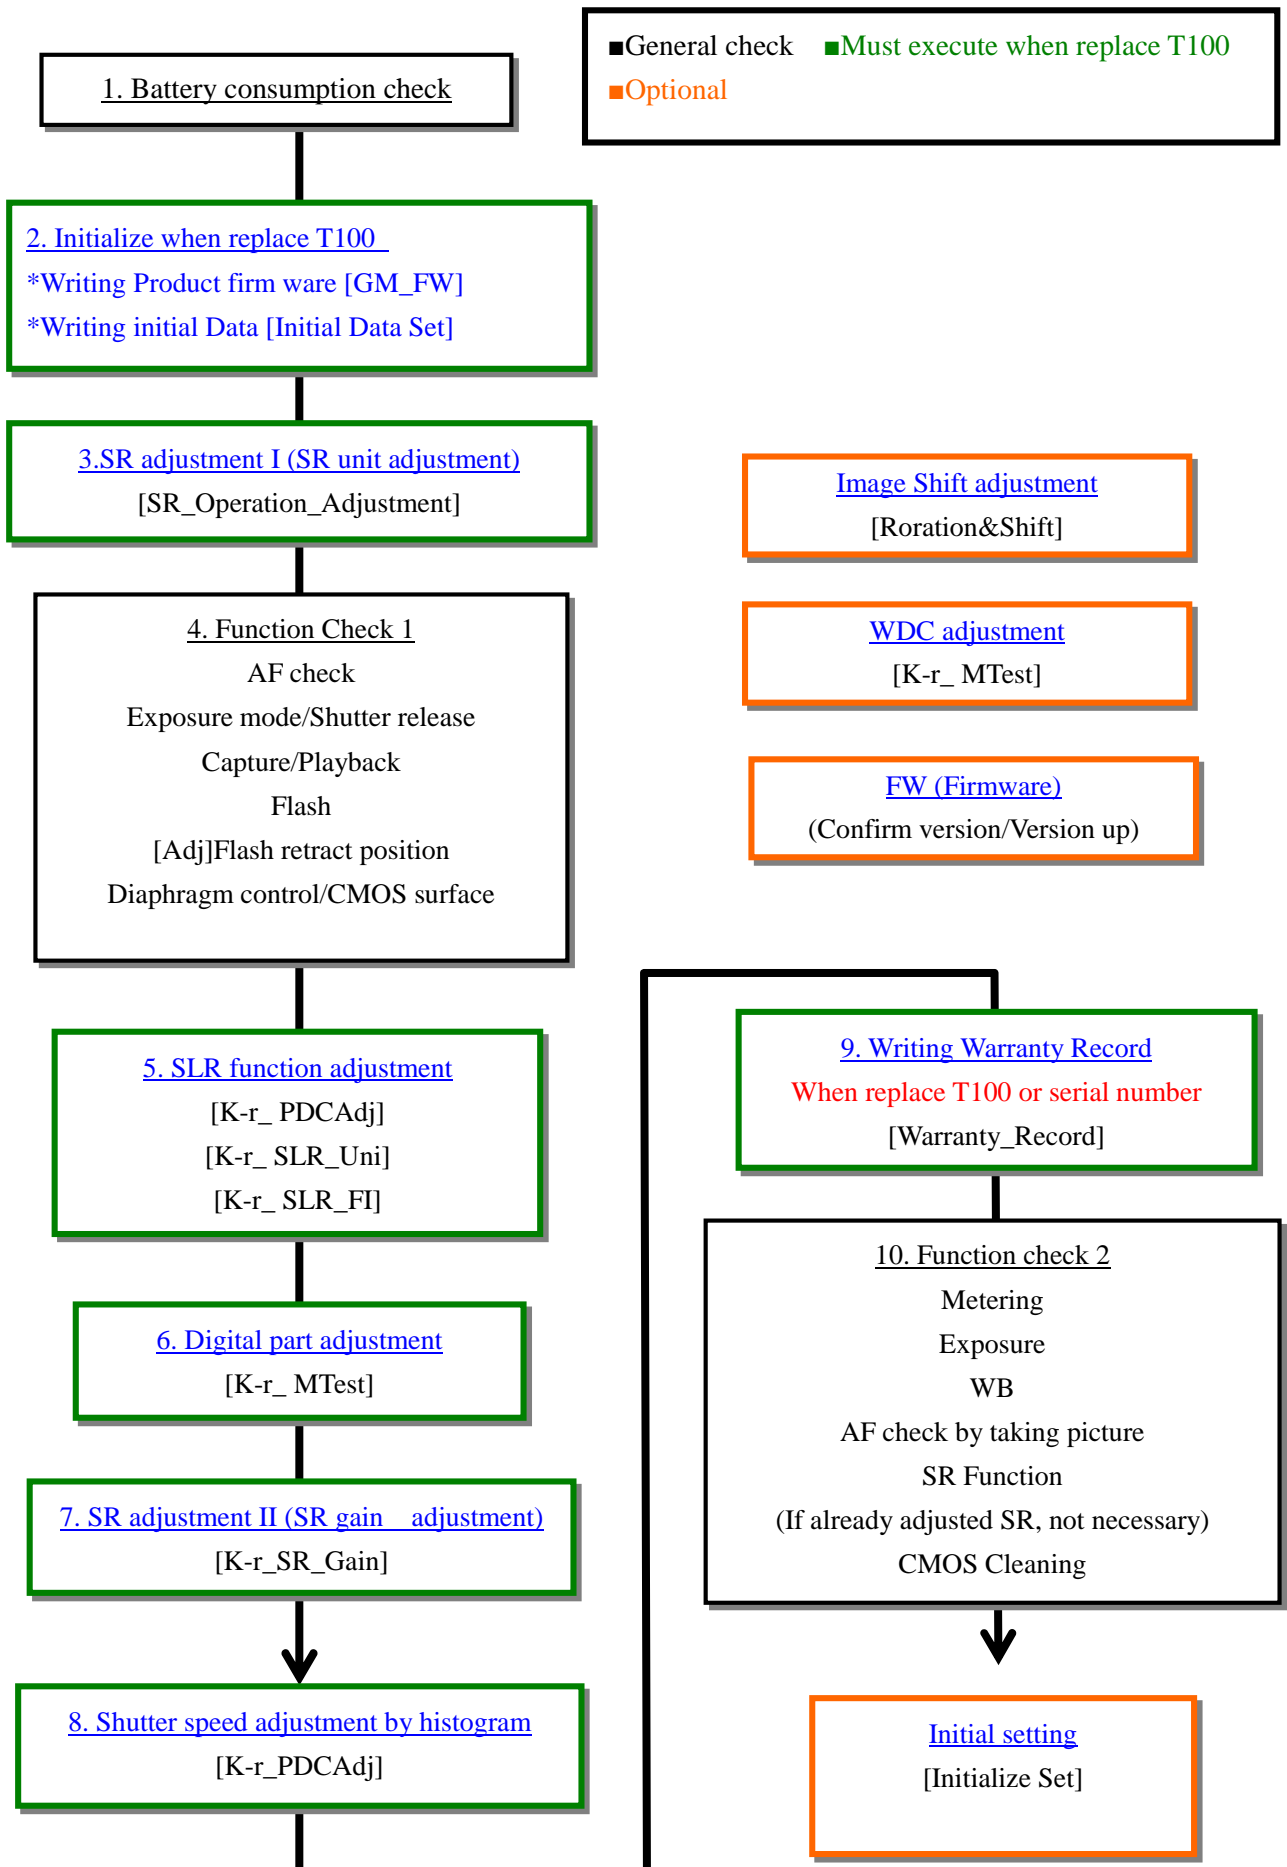 ■General check ■Must execute when replace T100
■Optional
1. Battery consumption check
2. Initialize when replace T100
*Writing Product firm ware [GM_FW]
*Writing initial Data [Initial Data Set]
3.SR adjustment I (SR unit adjustment)
[SR_Operation_Adjustment]
4. Function Check 1
AF check
Exposure mode/Shutter release
Capture/Playback
Flash
[Adj]Flash retract position
Diaphragm control/CMOS surface
5. SLR function adjustment
[K-r_ PDCAdj]
[K-r_ SLR_Uni]
[K-r_ SLR_FI]
6. Digital part adjustment
[K-r_ MTest]
7. SR adjustment II (SR gain adjustment)
[K-r_SR_Gain]
8. Shutter speed adjustment by histogram
[K-r_PDCAdj]
Image Shift adjustment
[Roration&Shift]
WDC adjustment
[K-r_ MTest]
FW (Firmware)
(Confirm version/Version up)
9. Writing Warranty Record
When replace T100 or serial number
[Warranty_Record]
10. Function check 2
Metering
Exposure
WB
AF check by taking picture
SR Function
(If already adjusted SR, not necessary)
CMOS Cleaning
Initial setting
[Initialize Set]